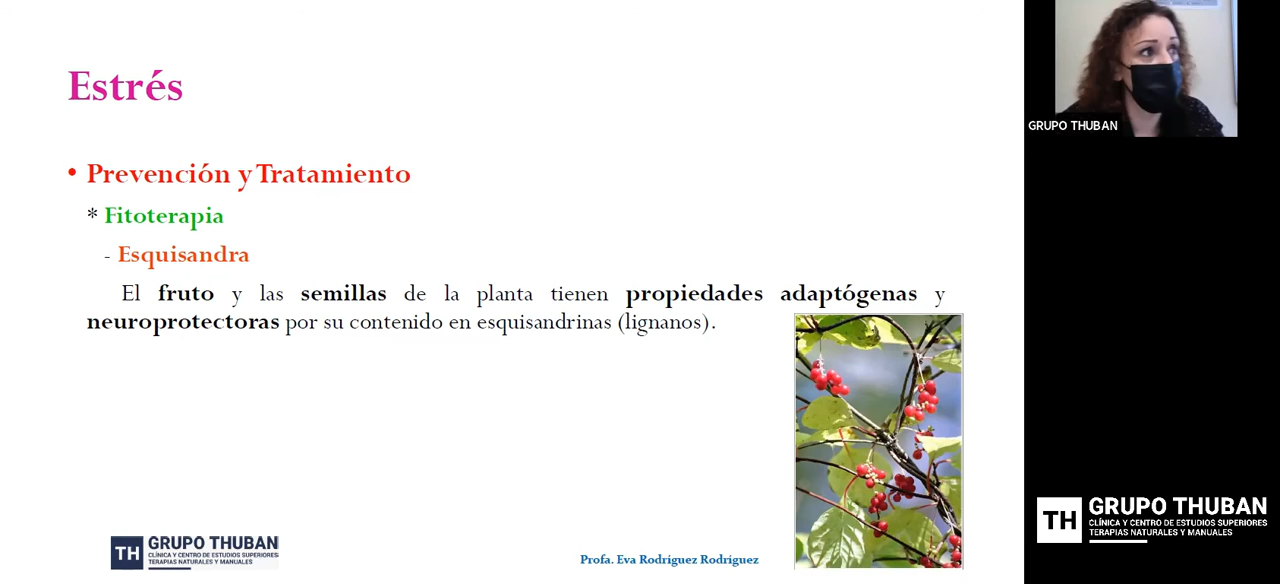 Estrés
• Prevención y Tratamiento
* Fitoterapia
- Esquisandra
El fruto y las semillas de la planta tienen propiedades adaptógenas y
neuroprotectoras por su contenido en esquisandrinas (lignanos).
TH GRUPO THUBAN
CLÍNICA Y CENTRO DE ESTUDIOS SUPERIORES
TERAPIAS NATURALES Y MANUALES
Profa. Eva Rodríguez Rodríguez
GRUPO THUBAN
TH GRUPO THUBAN
CLÍNICA Y CENTRO DE ESTUDIOS SUPERIORES
TERAPIAS NATURALES Y MANUALES